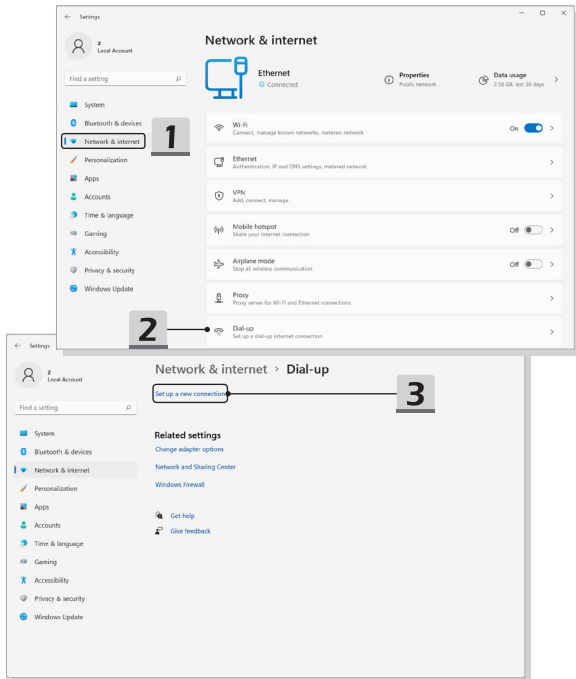 Settings
z
Local Account
Find a setting
System
Bluetooth & devices
Network & internet
Personalization
Apps
Accounts
Time & language
Gaming
Accessibility
Privacy & security
Windows Update
1
2
Network & internet
Ethernet
Connected
Properties
Public network
Data usage
2.58 GB, last 30 days
Wi-Fi
Connect, manage known networks, metered network
On
Ethernet
Authentication, IP and DNS settings, metered network
VPN
Add, connect, manage
Mobile hotspot
Share your internet connection
Off
Airplane mode
Stop all wireless communication
Off
Proxy
Proxy server for Wi-Fi and Ethernet connections
Dial-up
Set up a dial-up internet connection
Settings
z
Local Account
Find a setting
System
Bluetooth & devices
Network & internet
Personalization
Apps
Accounts
Time & language
Gaming
Accessibility
Privacy & security
Windows Update
Network & internet > Dial-up
Set up a new connection
3
Related settings
Change adapter options
Network and Sharing Center
Windows Firewall
Get help
Give feedback